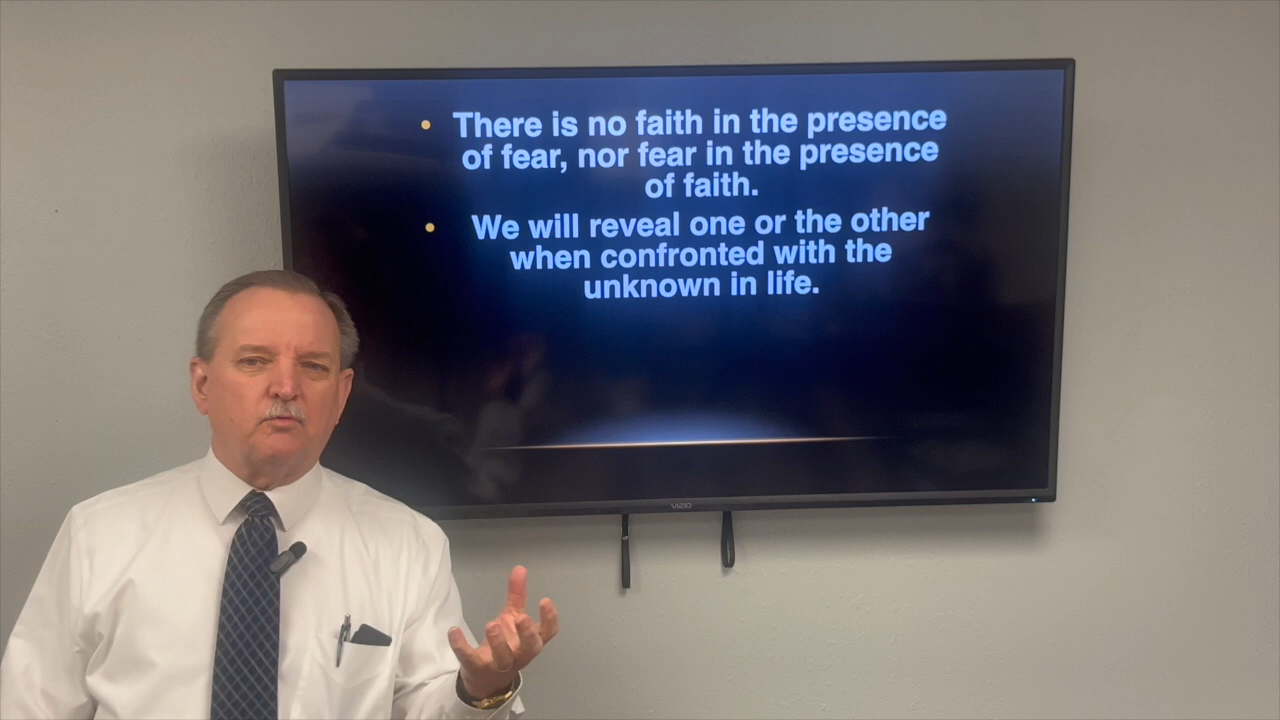 • There is no faith in the presence
of fear, nor fear in the presence
of faith.
• We will reveal one or the other
when confronted with the
unknown in life.
VIZIO